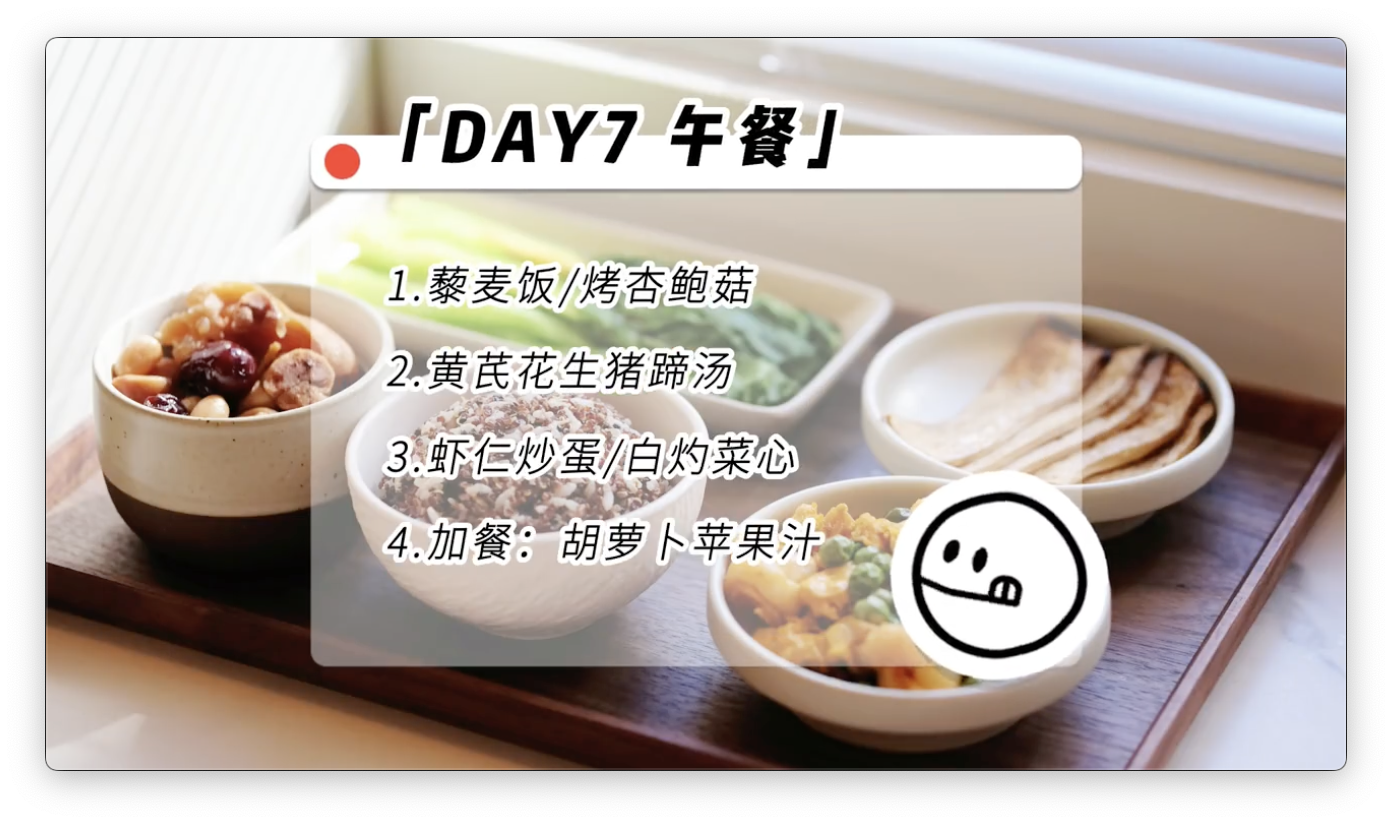 「DAY7 午餐」
1.藜麦饭/烤杏鲍菇
2.黄芪花生猪蹄汤
3.虾仁炒蛋/白灼菜心
4.加餐：胡萝卜苹果汁